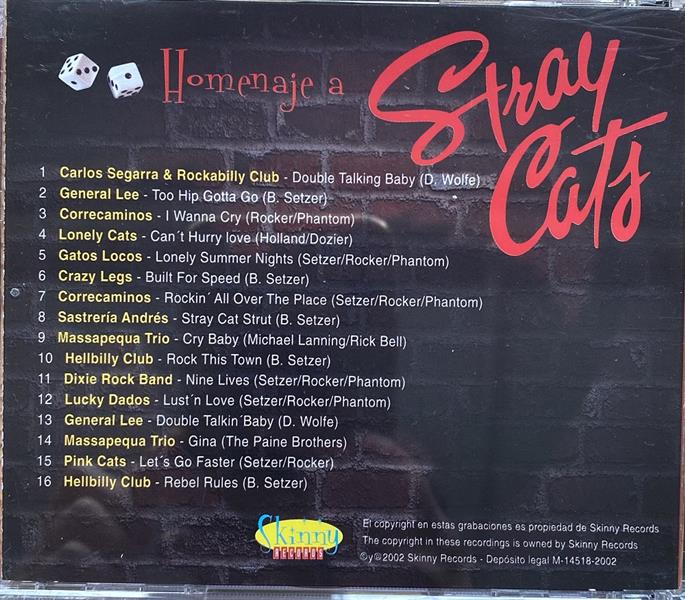 Homenaje a
Stray
Cats
1 Carlos Segarra & Rockabilly Club - Double Talking Baby (D. Wolfe)
2 General Lee - Too Hip Gotta Go (B. Setzer)
3 Correcaminos - I Wanna Cry (Rocker/Phantom)
4 Lonely Cats - Can´t Hurry love (Holland/Dozier)
5 Gatos Locos - Lonely Summer Nights (Setzer/Rocker/Phantom)
6 Crazy Legs - Built For Speed (B. Setzer)
7 Correcaminos - Rockin´ All Over The Place (Setzer/Rocker/Phantom)
8 Sastrería Andrés - Stray Cat Strut (B. Setzer)
9 Massapequa Trio - Cry Baby (Michael Lanning/Rick Bell)
10 Hellbilly Club - Rock This Town (B. Setzer)
11 Dixie Rock Band - Nine Lives (Setzer/Rocker/Phantom)
12 Lucky Dados - Lust´n Love (Setzer/Rocker/Phantom)
13 General Lee - Double Talkin´Baby (D. Wolfe)
14 Massapequa Trio - Gina (The Paine Brothers)
15 Pink Cats - Let´s Go Faster (Setzer/Rocker)
16 Hellbilly Club - Rebel Rules (B. Setzer)
Skinny
RECORDS
El copyright en estas grabaciones es propiedad de Skinny Records
The copyright in these recordings is owned by Skinny Records
©y℗2002 Skinny Records - Depósito legal M-14518-2002